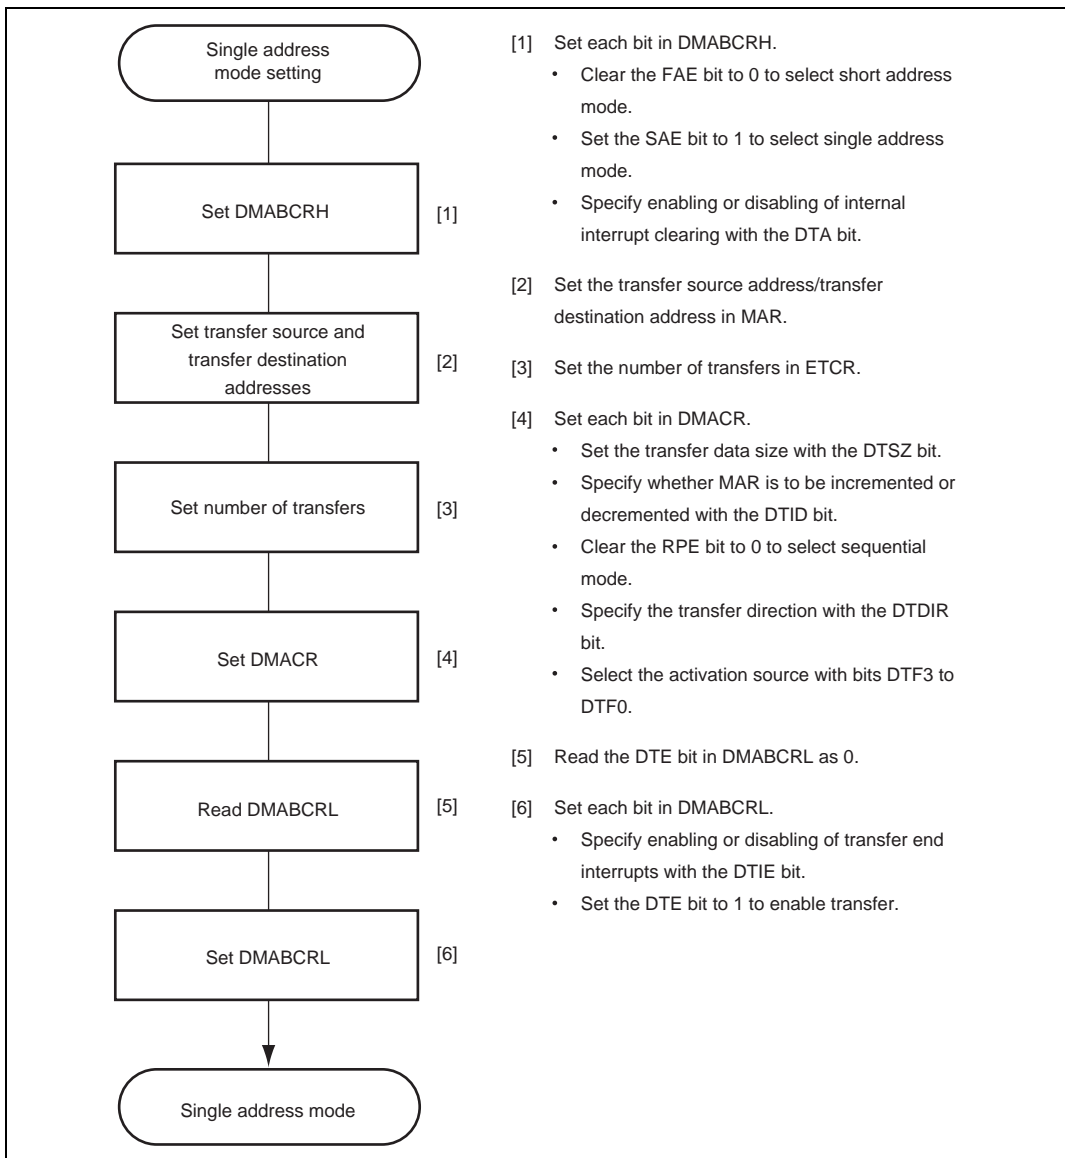 Single address
mode setting
Set DMABCRH
[1]
Set transfer source and
transfer destination
addresses
[2]
Set number of transfers
[3]
Set DMACR
[4]
Read DMABCRL
[5]
Set DMABCRL
[6]
Single address mode
[1] Set each bit in DMABCRH.
• Clear the FAE bit to 0 to select short address
mode.
• Set the SAE bit to 1 to select single address
mode.
• Specify enabling or disabling of internal
interrupt clearing with the DTA bit.
[2] Set the transfer source address/transfer
destination address in MAR.
[3] Set the number of transfers in ETCR.
[4] Set each bit in DMACR.
• Set the transfer data size with the DTSZ bit.
• Specify whether MAR is to be incremented or
decremented with the DTID bit.
• Clear the RPE bit to 0 to select sequential
mode.
• Specify the transfer direction with the DTDIR
bit.
• Select the activation source with bits DTF3 to
DTF0.
[5] Read the DTE bit in DMABCRL as 0.
[6] Set each bit in DMABCRL.
• Specify enabling or disabling of transfer end
interrupts with the DTIE bit.
• Set the DTE bit to 1 to enable transfer.